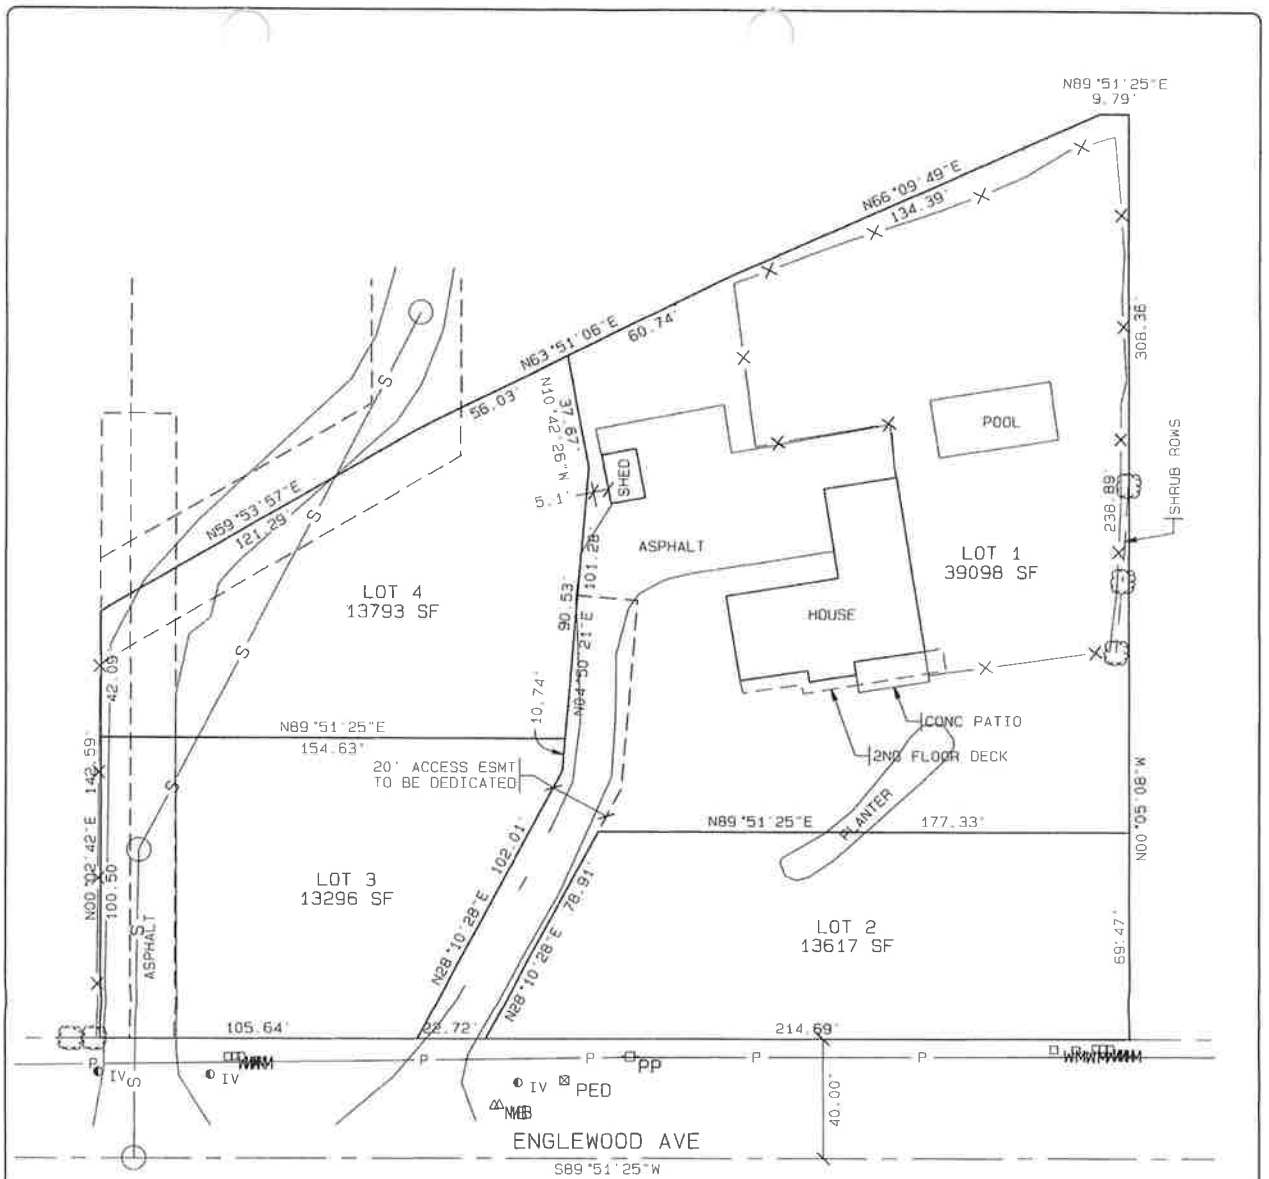 N89°51'25"E
9.79'
N66°09'49"E
134.39'
N63°51'06"E
60.74'
56.03'
N10°42'26"W
37.67'
308.36'
POOL
SHRUB ROWS
SHED
5.1'
238.89'
N59°53'57"E
121.29'
S
S
S
S
S
S
ASPHALT
LOT 1
39098 SF
LOT 4
13793 SF
90.53'
101.28'
N04°50'21"E
HOUSE
42.09
10.74'
N89°51'25"E
154.63'
CONC PATIO
2ND FLOOR DECK
20' ACCESS ESMT
TO BE DEDICATED
N00°02'42"E 142.59'
100.50
N89°51'25"E 177.33'
PLANTER
N00°05'08"W
LOT 3
13296 SF
N28°10'28"E 102.01'
N28°10'28"E 78.91'
LOT 2
13617 SF
69.47'
ASPHALT
105.64'
22.72'
214.69'
P
P
P
P
P
PP
IV
IV
IV
PED
40.00'
ENGLEWOOD AVE
S89°51'25"W